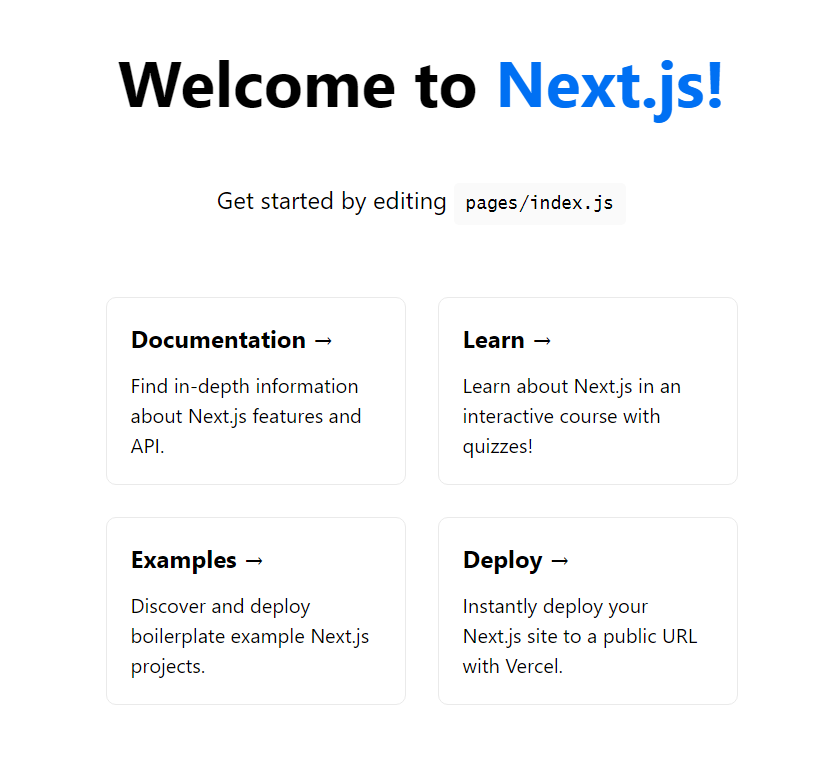 Welcome to Next.js!
Get started by editing pages/index.js
Documentation →
Find in-depth information
about Next.js features and
API.
Learn →
Learn about Next.js in an
interactive course with
quizzes!
Examples →
Discover and deploy
boilerplate example Next.js
projects.
Deploy →
Instantly deploy your
Next.js site to a public URL
with Vercel.